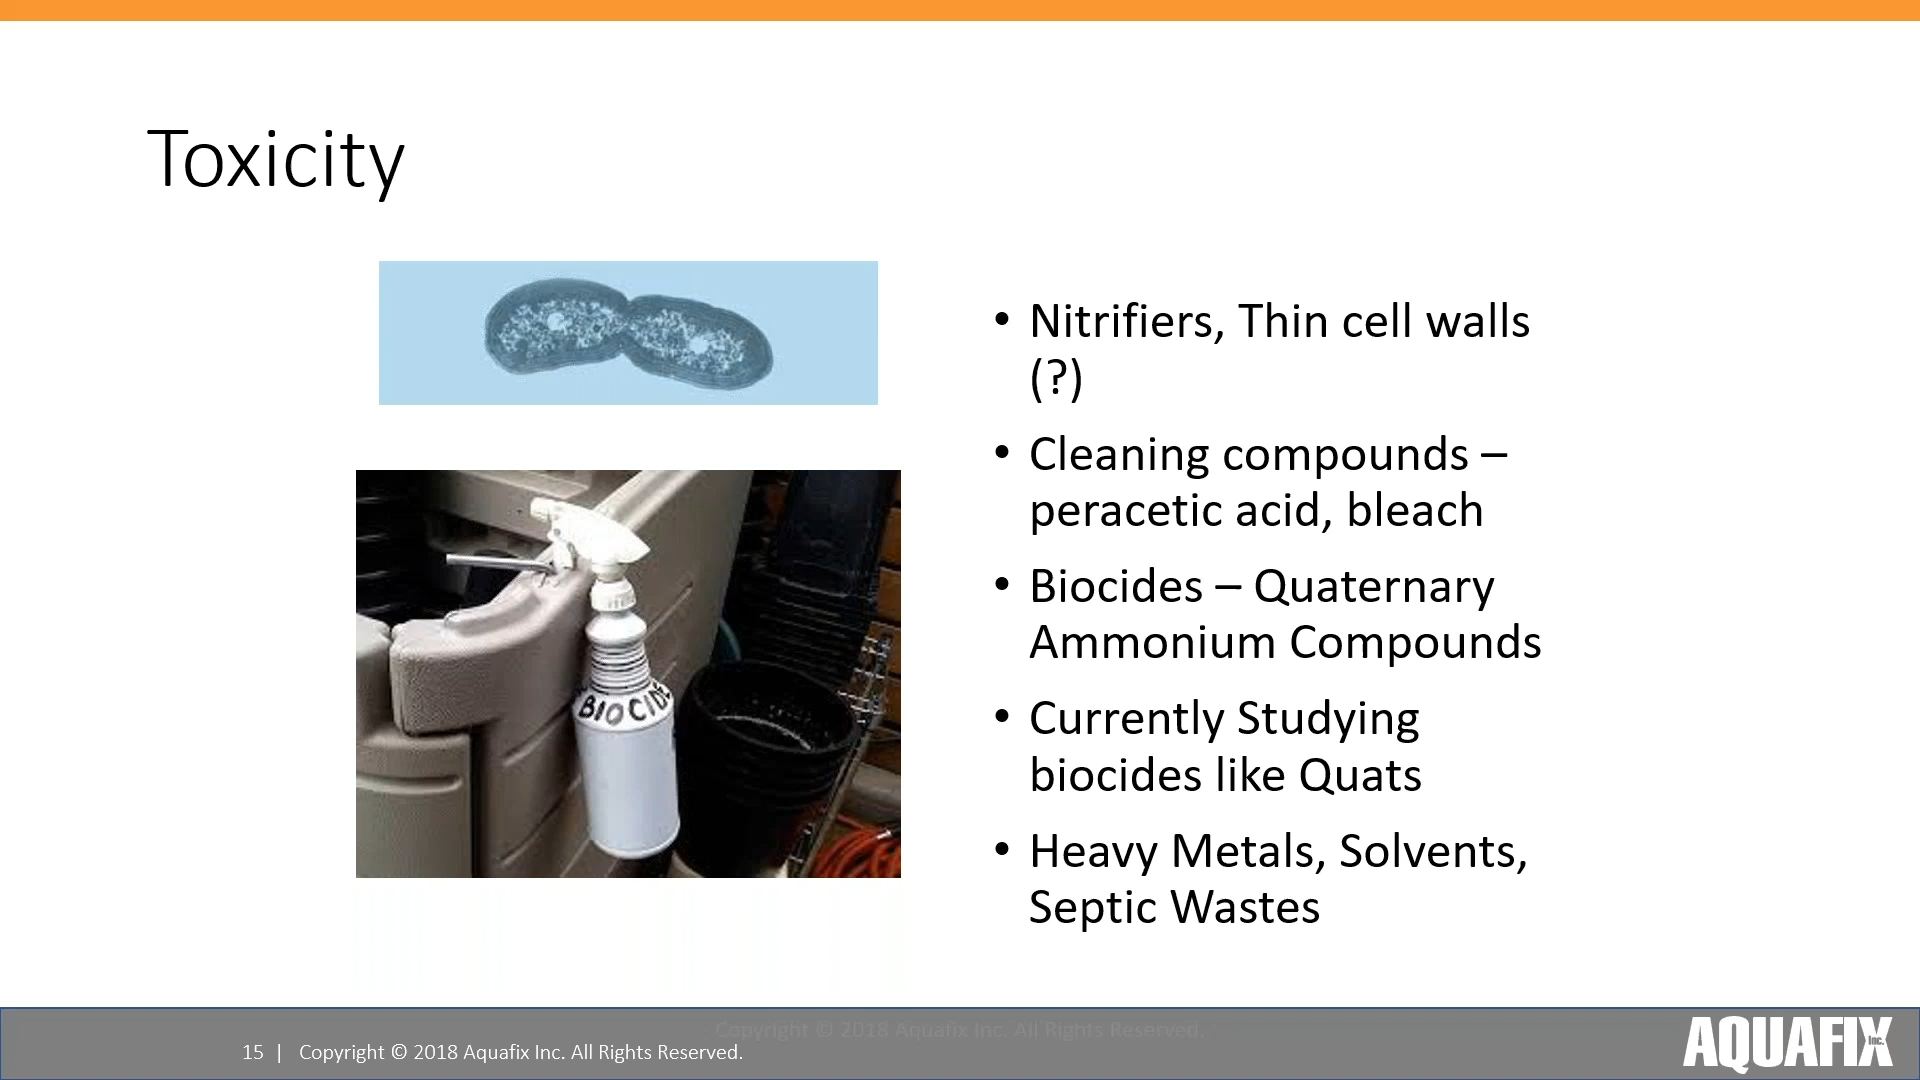 Toxicity
BIOCIDE
• Nitrifiers, Thin cell walls
(?)
• Cleaning compounds –
peracetic acid, bleach
• Biocides – Quaternary
Ammonium Compounds
• Currently Studying
biocides like Quats
• Heavy Metals, Solvents,
Septic Wastes
Copyright © 2018 Aquafix Inc. All Rights Reserved.
15 | Copyright © 2018 Aquafix Inc. All Rights Reserved.
AQUAFIX Inc.